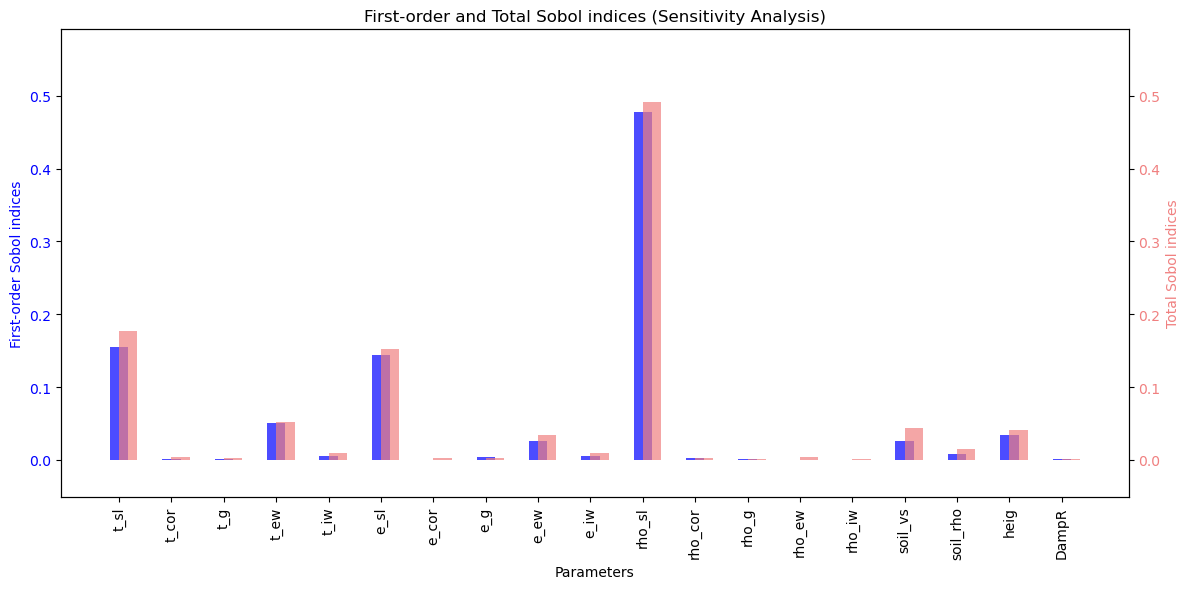 First-order and Total Sobol indices (Sensitivity Analysis)
First-order Sobol indices
0.5
0.4
0.3
0.2
0.1
0.0
0.5
0.4
0.3
0.2
0.1
0.0
Total Sobol indices
t_sl
t_cor
t_g
t_ew
t_iw
e_sl
e_cor
e_g
e_ew
e_iw
rho_sl
rho_cor
rho_g
rho_ew
rho_iw
soil_vs
soil_rho
heig
DampR
Parameters